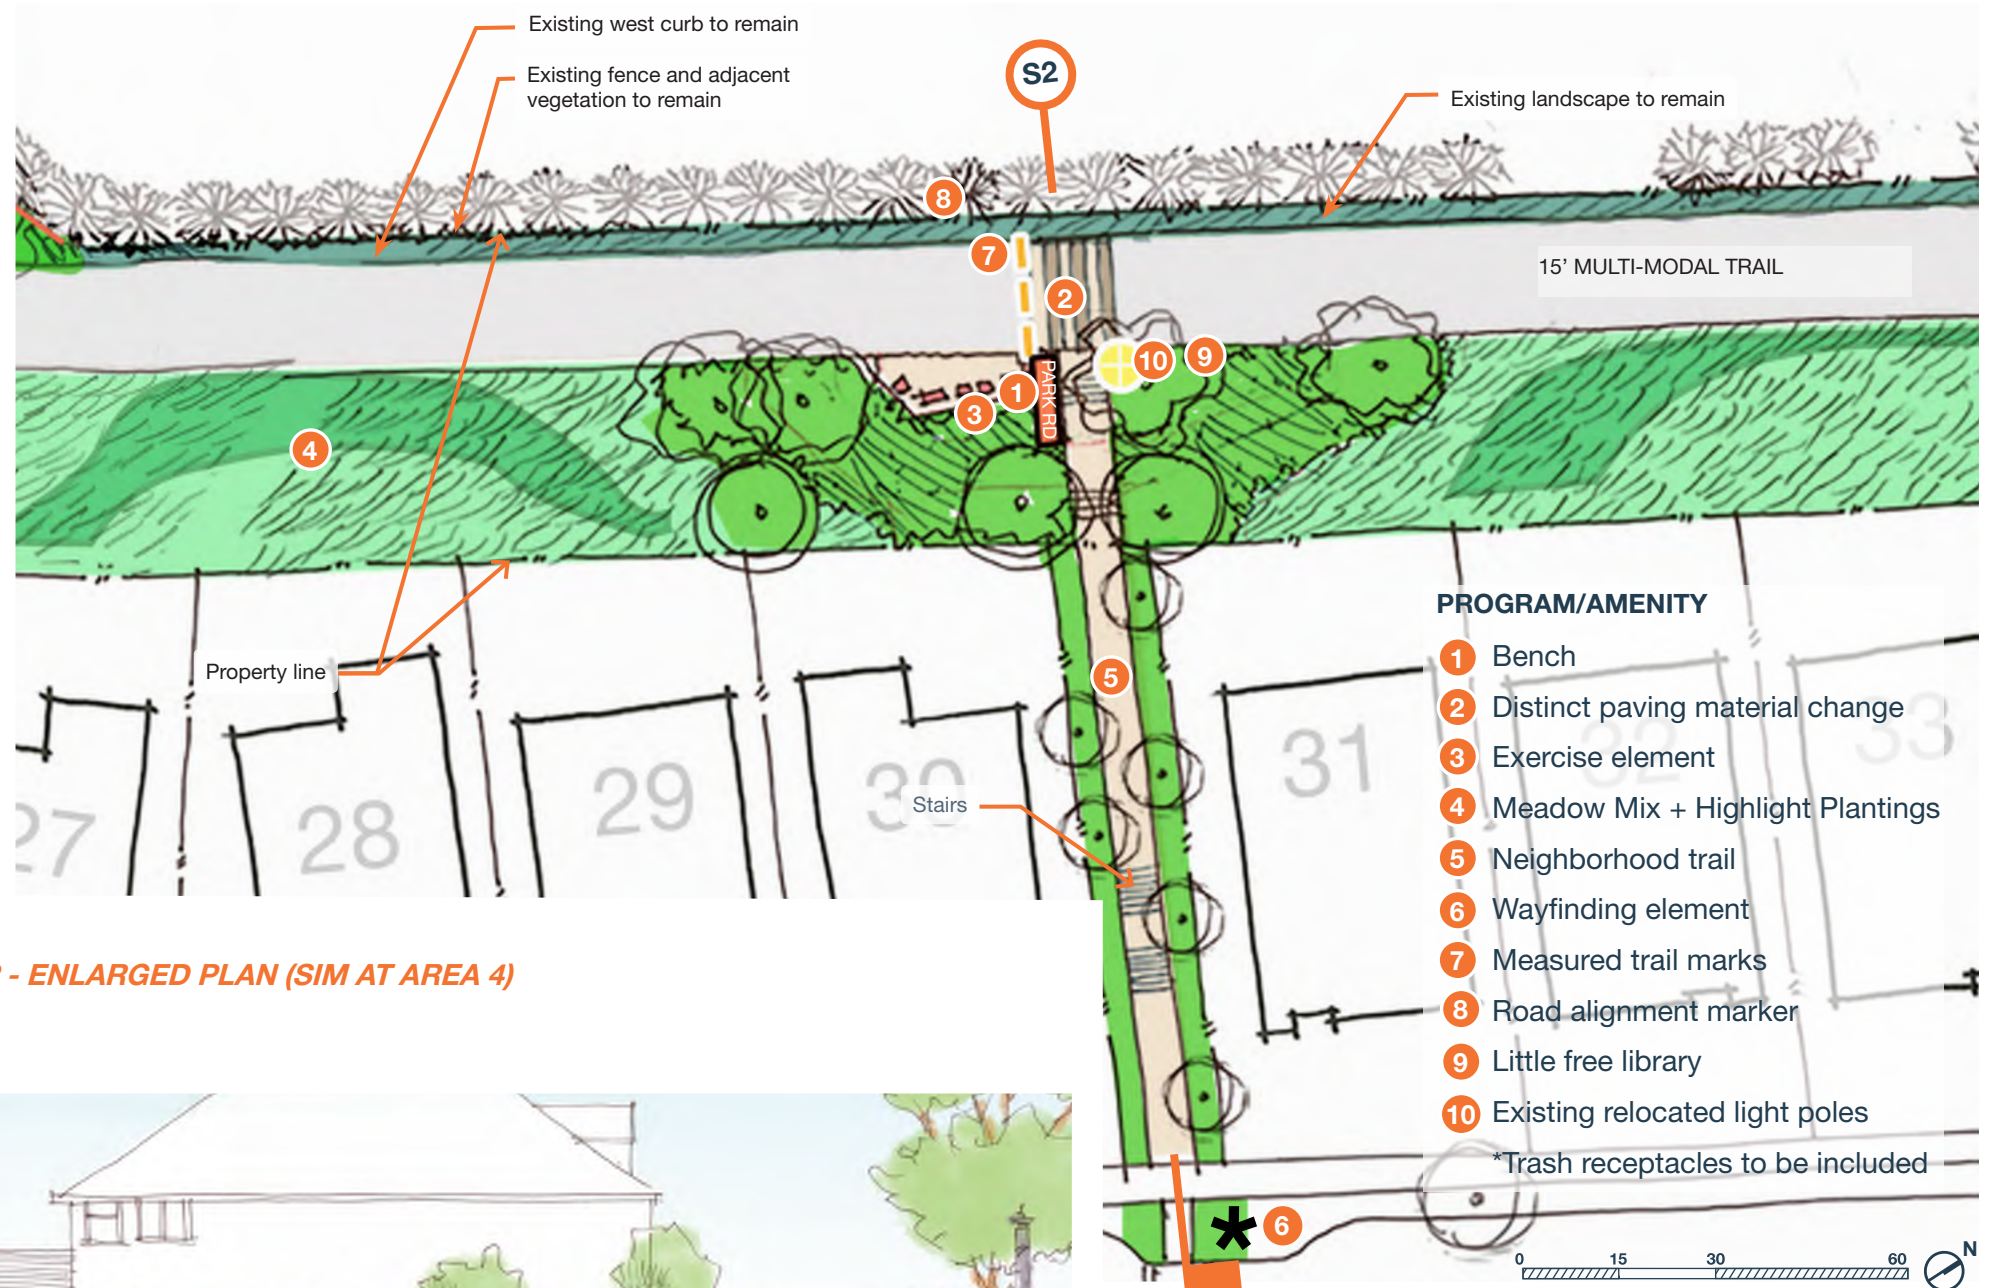 Existing west curb to remain
Existing fence and adjacent
vegetation to remain
S2
Existing landscape to remain
8
7
2
15' MULTI-MODAL TRAIL
10
9
1
PARK RD
3
4
Property line
5
27
28
29
30
31
32
33
Stairs
PROGRAM/AMENITY
1 Bench
2 Distinct paving material change
3 Exercise element
4 Meadow Mix + Highlight Plantings
5 Neighborhood trail
6 Wayfinding element
7 Measured trail marks
8 Road alignment marker
9 Little free library
10 Existing relocated light poles
*Trash receptacles to be included
- ENLARGED PLAN (SIM AT AREA 4)
* 6
0 15 30 60
N